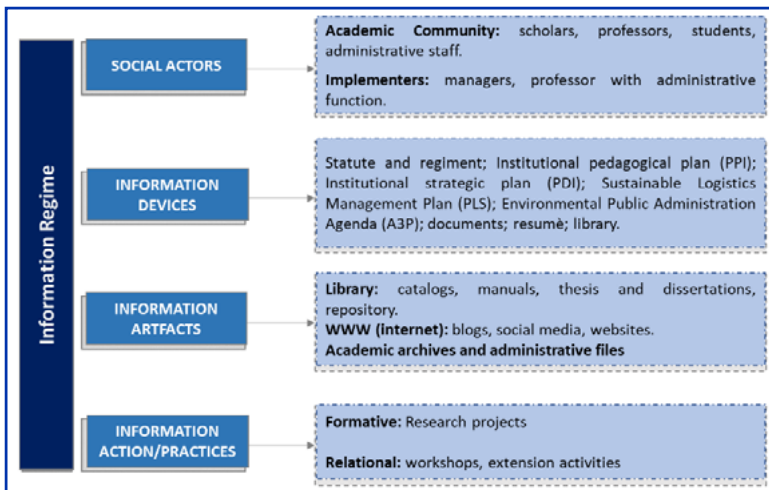 Information Regime
SOCIAL ACTORS
Academic Community: scholars, professors, students,
administrative staff.
Implementers: managers, professor with administrative
function.
INFORMATION
DEVICES
Statute and regiment; Institutional pedagogical plan (PPI);
Institutional strategic plan (PDI); Sustainable Logistics
Management Plan (PLS); Environmental Public Administration
Agenda (A3P); documents; resumè; library.
INFORMATION
ARTFACTS
Library: catalogs, manuals, thesis and dissertations,
repository.
WWW (internet): blogs, social media, websites.
Academic archives and administrative files
INFORMATION
ACTION/PRACTICES
Formative: Research projects
Relational: workshops, extension activities